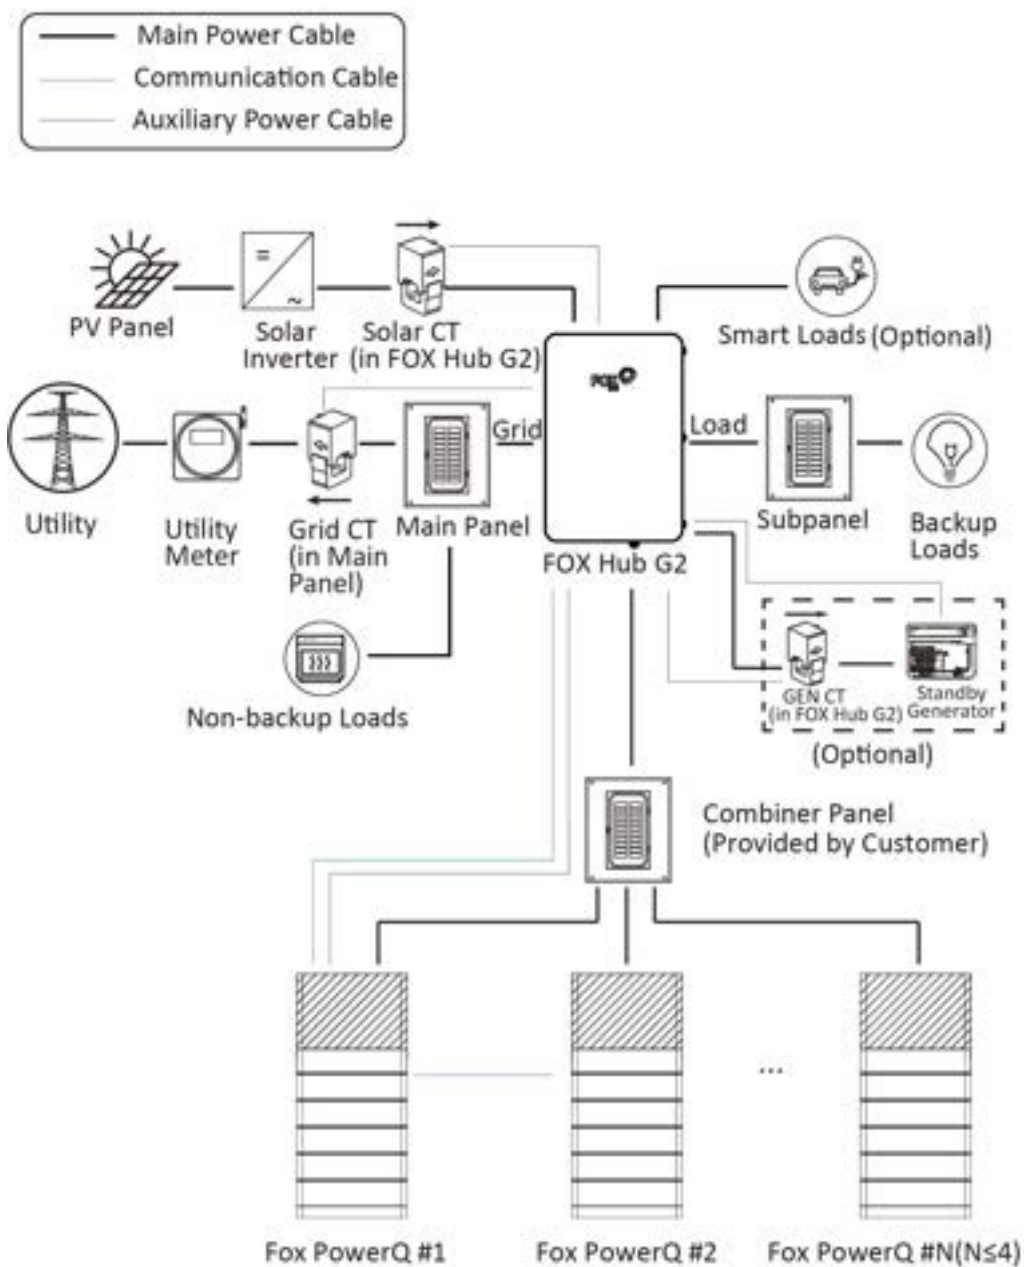 Main Power Cable
Communication Cable
Auxiliary Power Cable
PV Panel
Solar
Inverter
Solar CT
(in FOX Hub G2)
Smart Loads (Optional)
FOX
Grid
Load
Utility
Utility
Meter
Grid CT
(in Main
Panel)
Main Panel
FOX Hub G2
Subpanel
Backup
Loads
Non-backup Loads
GEN CT
(in FOX Hub G2)
Standby
Generator
(Optional)
Combiner Panel
(Provided by Customer)
...
Fox PowerQ #1
Fox PowerQ #2
Fox PowerQ #N(N≤4)